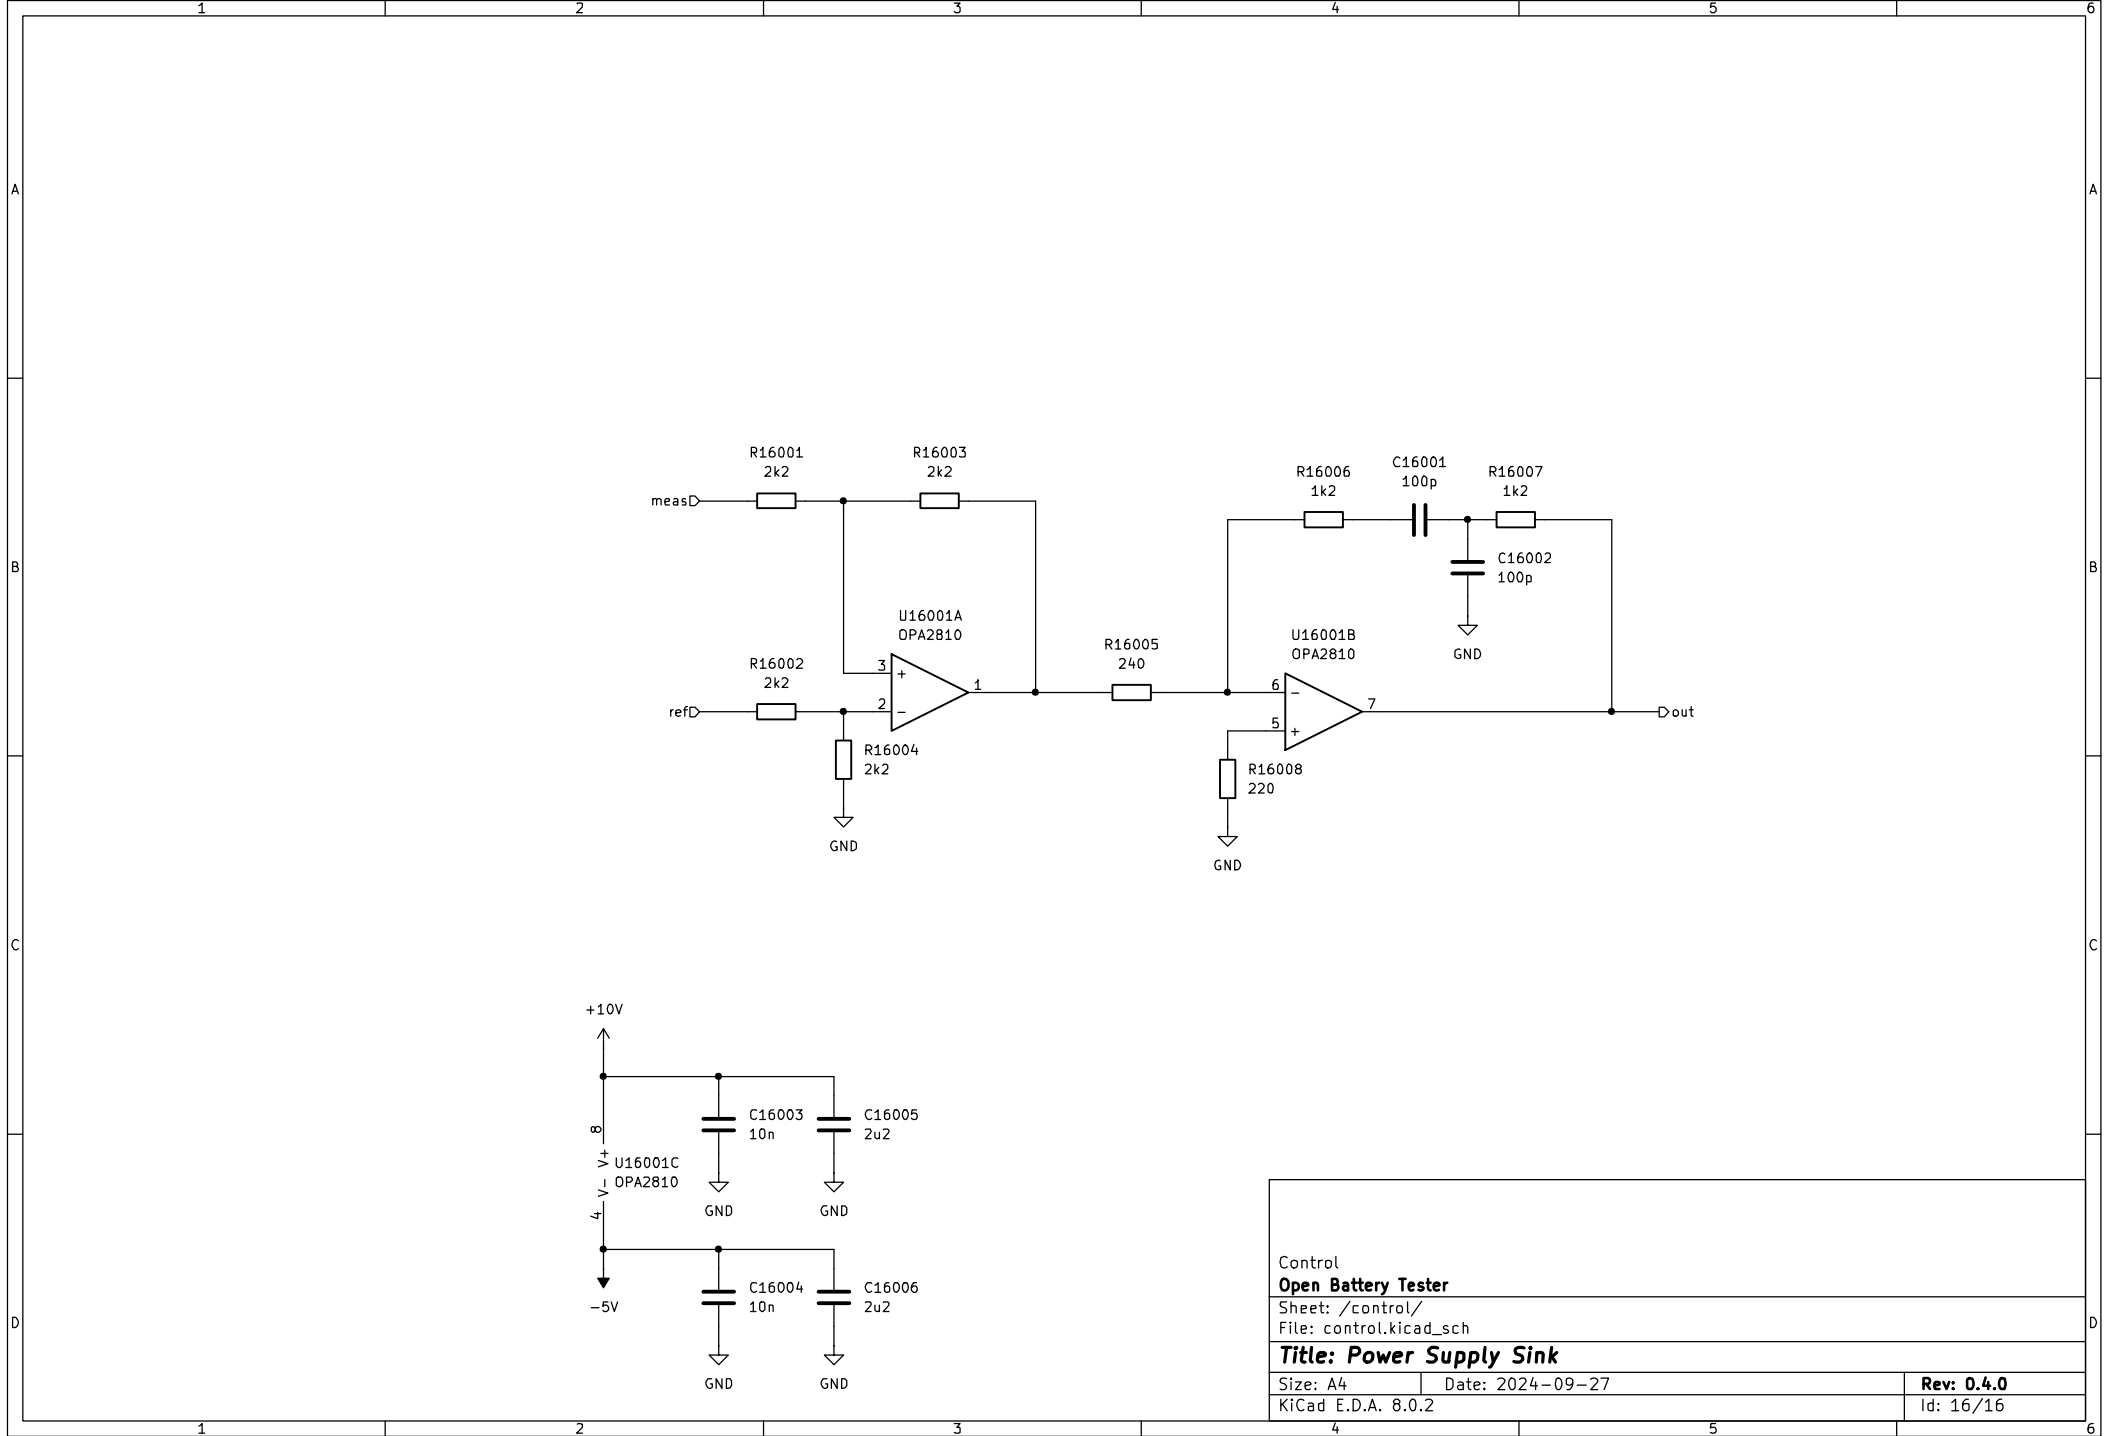 1 2 3 4 5 6
A A
R16001
2k2
R16003
2k2
meas
R16006
1k2
C16001
100p
R16007
1k2
B B
C16002
100p
GND
U16001A
OPA2810
3 +
2 -
1
R16002
2k2
ref
R16004
2k2
GND
R16005
240
U16001B
OPA2810
6 -
5 +
7
out
R16008
220
GND
C C
+10V
8
V+
V-
4
U16001C
OPA2810
C16003
10n
GND
C16005
2u2
GND
-5V
C16004
10n
GND
C16006
2u2
GND
D D
Control
Open Battery Tester
Sheet: /control/
File: control.kicad_sch
Title: Power Supply Sink
Size: A4 Date: 2024-09-27 Rev: 0.4.0
KiCad E.D.A. 8.0.2 Id: 16/16
1 2 3 4 5 6